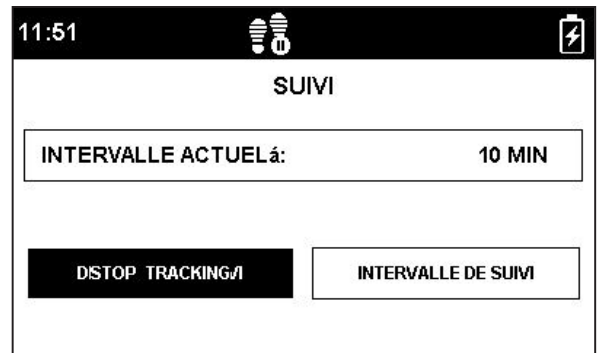 11:51
SUIVI
INTERVALLE ACTUELá: 10 MIN
DSTOP TRACKING/I INTERVALLE DE SUIVI